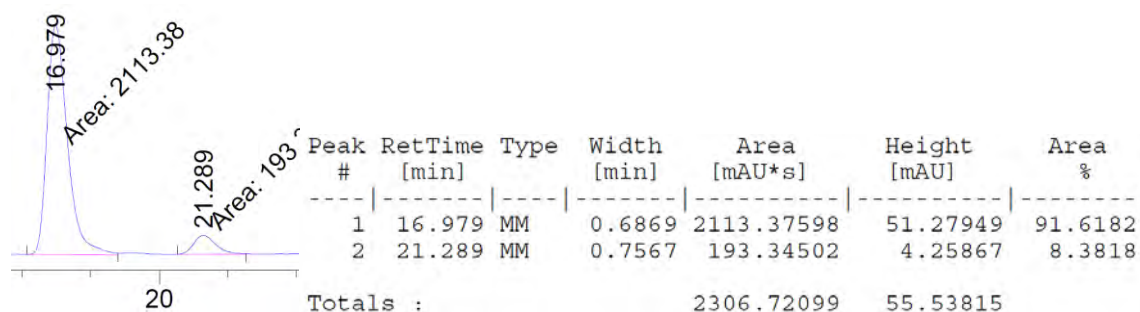 16.979
Area: 2113.38
21.289
Area: 193.
20
Peak RetTime Type Width Area Height Area
# [min] [min] [mAU*s] [mAU] %
----|-------|----|-------|----------|----------|--------|
1 16.979 MM 0.6869 2113.37598 51.27949 91.6182
2 21.289 MM 0.7567 193.34502 4.25867 8.3818
Totals : 2306.72099 55.53815